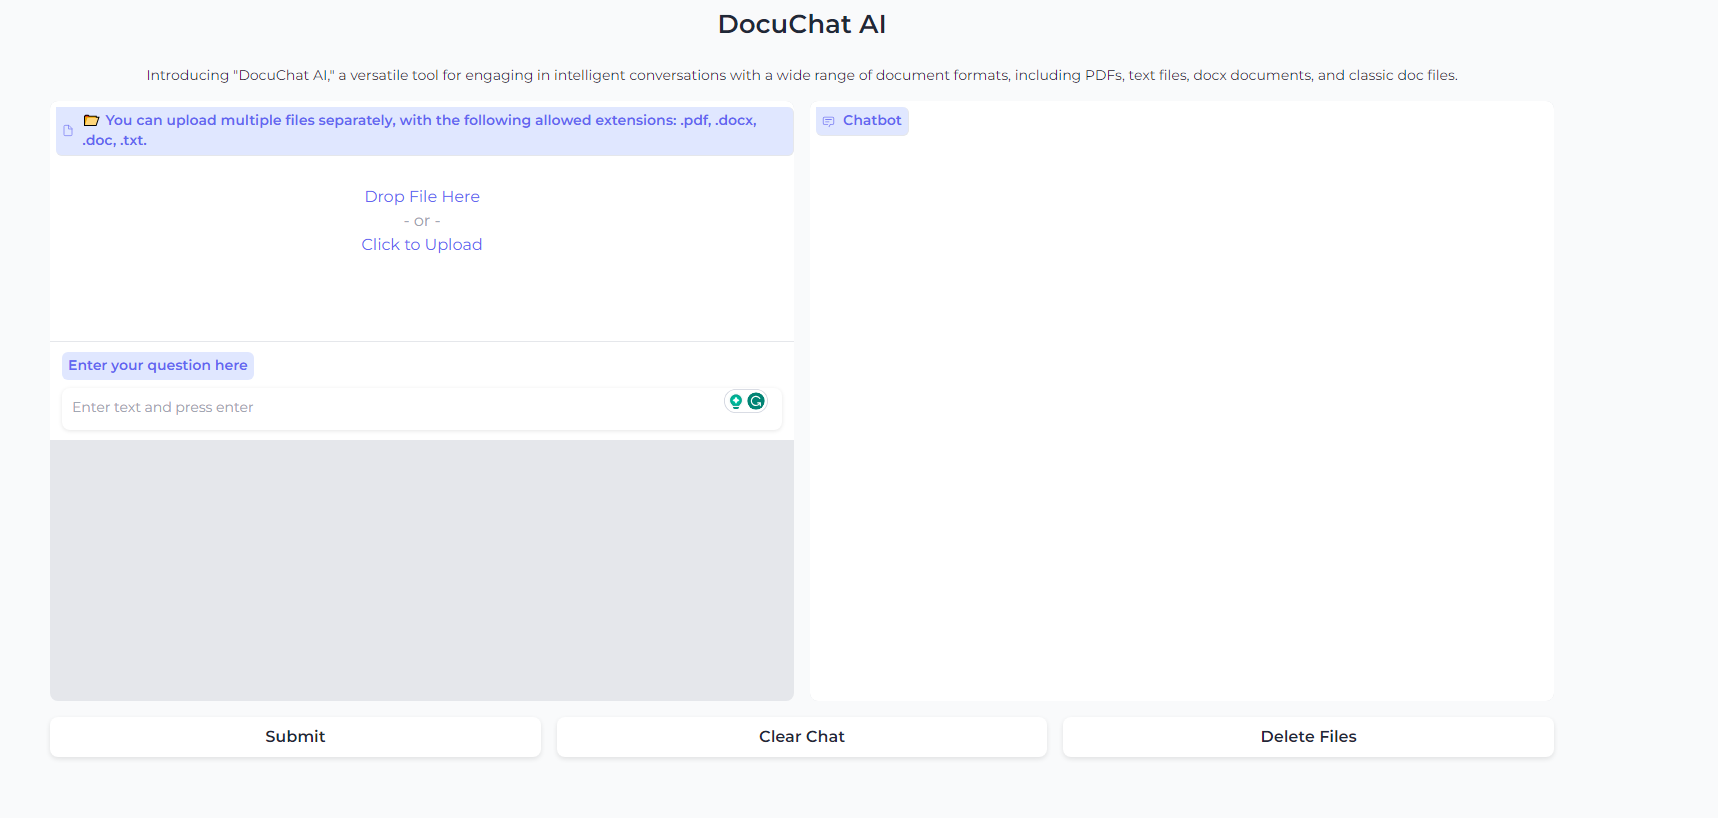 DocuChat AI
Introducing "DocuChat AI," a versatile tool for engaging in intelligent conversations with a wide range of document formats, including PDFs, text files, docx documents, and classic doc files.
📂 You can upload multiple files separately, with the following allowed extensions: .pdf, .docx,
.doc, .txt.
Drop File Here
- or -
Click to Upload
Enter your question here
Enter text and press enter
Chatbot
Submit
Clear Chat
Delete Files